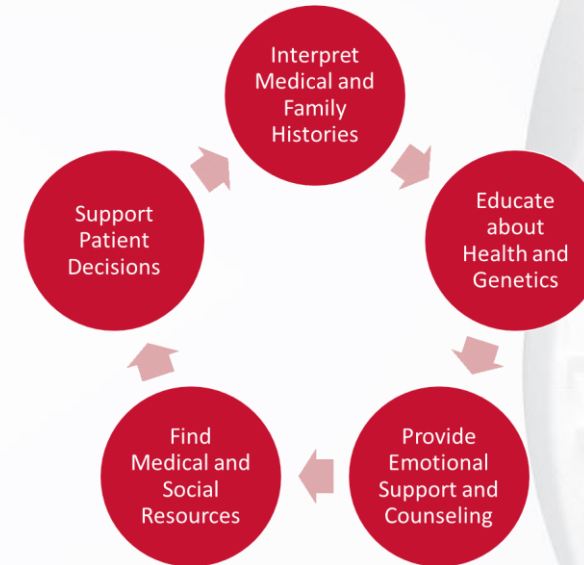 Interpret
Medical and
Family
Histories
Educate
about
Health and
Genetics
Provide
Emotional
Support and
Counseling
Find
Medical and
Social
Resources
Support
Patient
Decisions